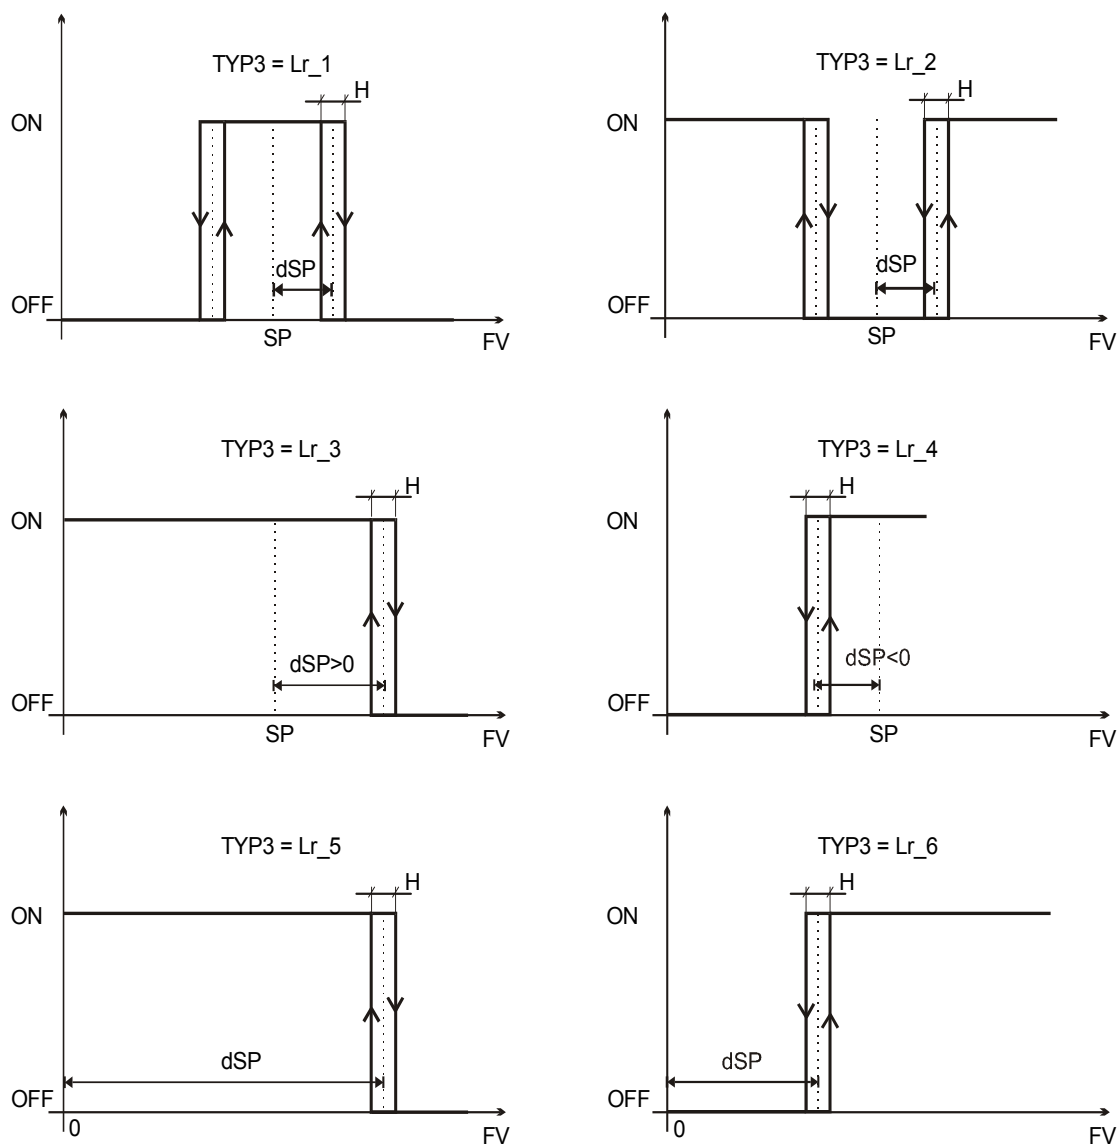 TYP3 = Lr_1
H
ON
dSP
OFF
SP
FV
TYP3 = Lr_2
H
ON
dSP
OFF
SP
FV
TYP3 = Lr_3
H
ON
dSP>0
OFF
SP
FV
TYP3 = Lr_4
H
ON
dSP<0
OFF
SP
FV
TYP3 = Lr_5
H
ON
dSP
OFF
0
FV
TYP3 = Lr_6
H
ON
dSP
OFF
0
FV